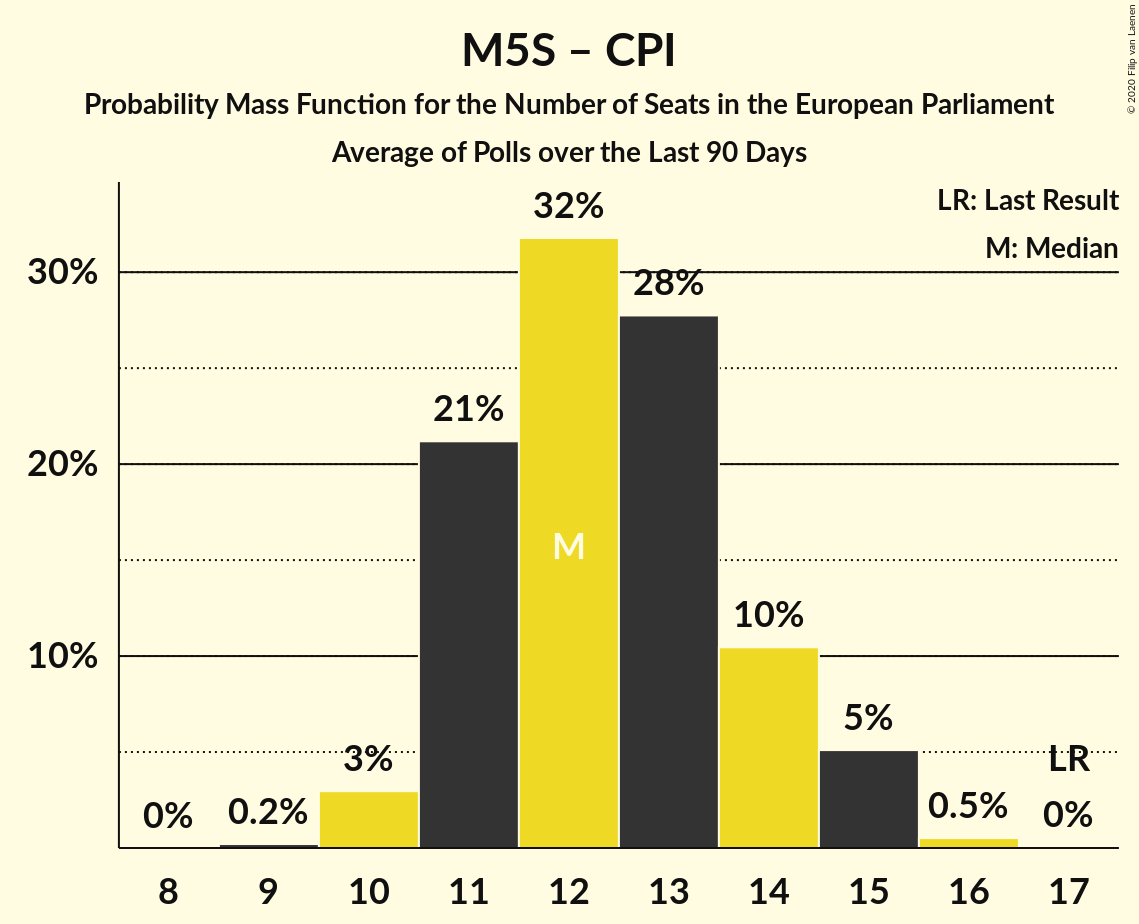 M5S – CPI
Probability Mass Function for the Number of Seats in the European Parliament
Average of Polls over the Last 90 Days
© 2020 Filip van Laenen
LR: Last Result
M: Median
30%
20%
10%
0%
0.2%
3%
21%
32%
M
28%
10%
5%
0.5%
LR
0%
8 9 10 11 12 13 14 15 16 17